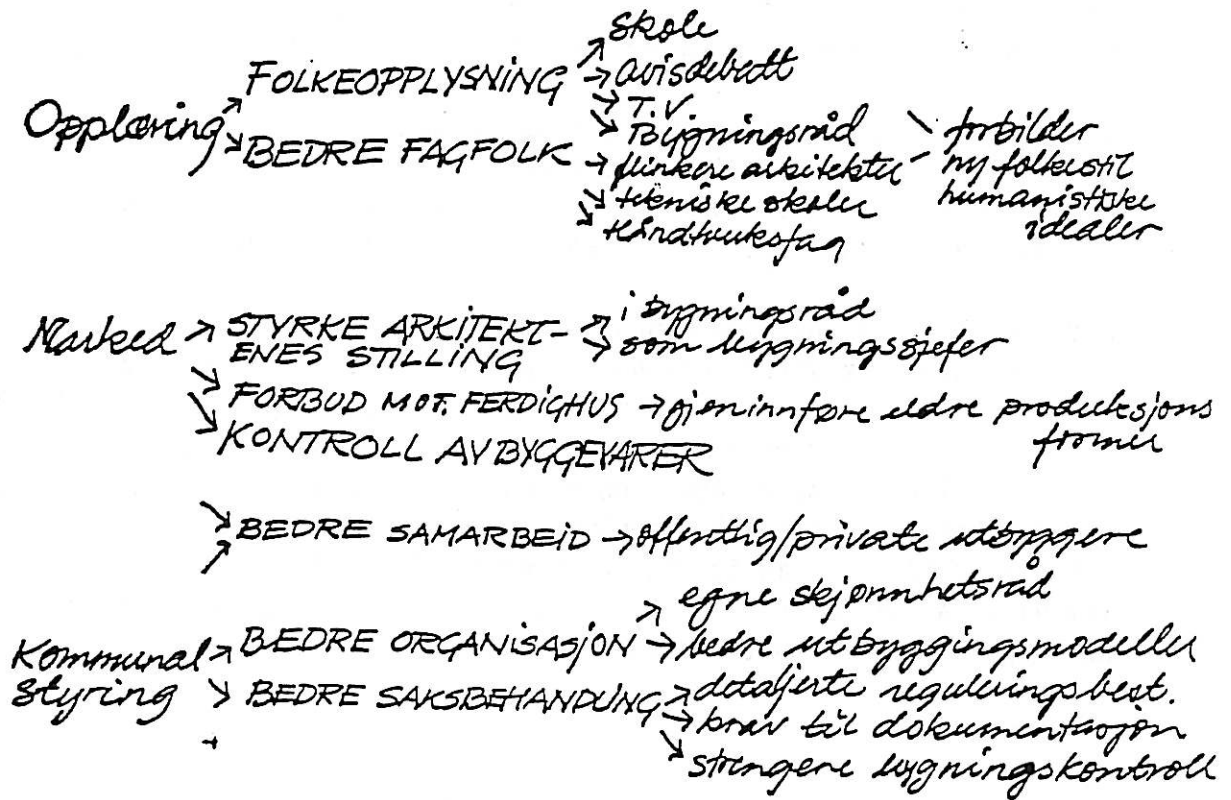 Opplæring
FOLKEOPPLYSNING
skole
avisdebatt
T.V.
BEDRE FAGFOLK
Bygningsråd
flinkere arkitekter
tekniske skoler
Håndtverksfag
forbilder
ny folkestil
humanistiske
idealer
Marked
STYRKE ARKITEKT-
ENES STILLING
i bygningsråd
som bygningssjefer
FORBUD MOT. FERDIGHUS
gjeninnføre eldre produksjons
former
KONTROLL AV BYGGEVARER
BEDRE SAMARBEID
offentlig/private utbyggere
Kommunal
Styring
BEDRE ORGANISASJON
egne skjønnhetsråd
bedre utbyggingsmodeller
BEDRE SAKSBEHANDLING
detaljerte reguleringsbest.
krav til dokumentasjon
strengere bygningskontroll